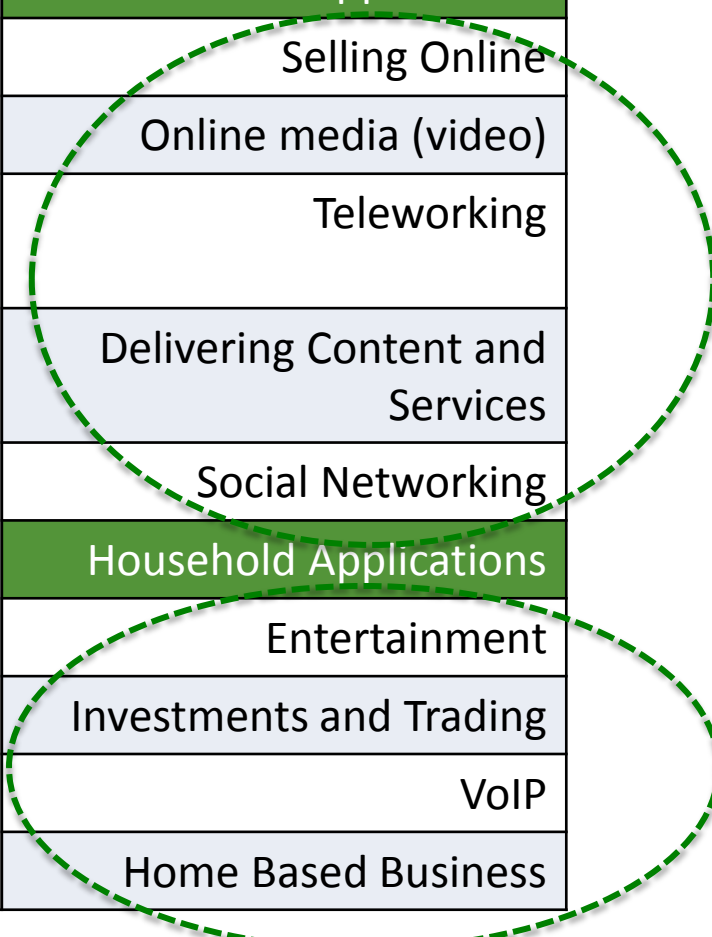 Selling Online
Online media (video)
Teleworking
Delivering Content and
Services
Social Networking
Household Applications
Entertainment
Investments and Trading
VoIP
Home Based Business